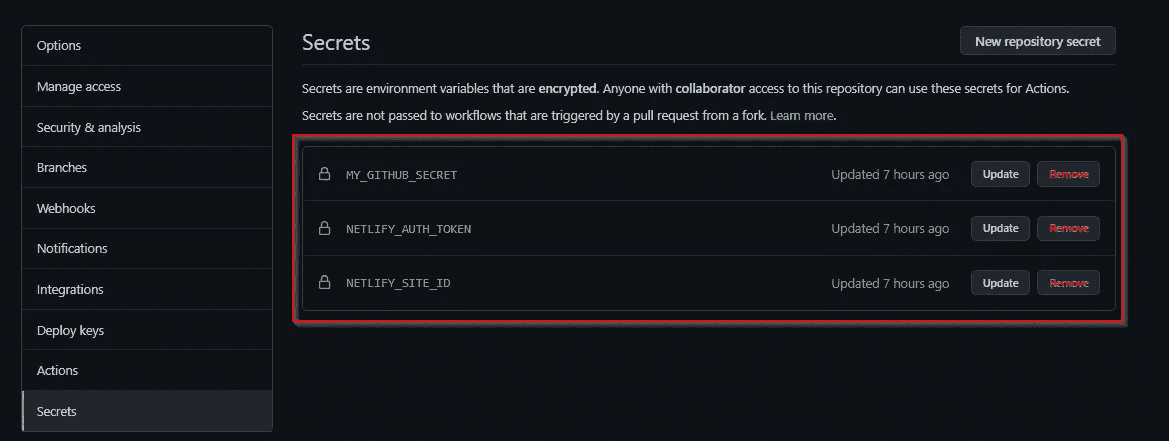 Options
Manage access
Security & analysis
Branches
Webhooks
Notifications
Integrations
Deploy keys
Actions
Secrets
Secrets
New repository secret
Secrets are environment variables that are encrypted. Anyone with collaborator access to this repository can use these secrets for Actions.
Secrets are not passed to workflows that are triggered by a pull request from a fork. Learn more.
MY_GITHUB_SECRET Updated 7 hours ago Update Remove
NETLIFY_AUTH_TOKEN Updated 7 hours ago Update Remove
NETLIFY_SITE_ID Updated 7 hours ago Update Remove